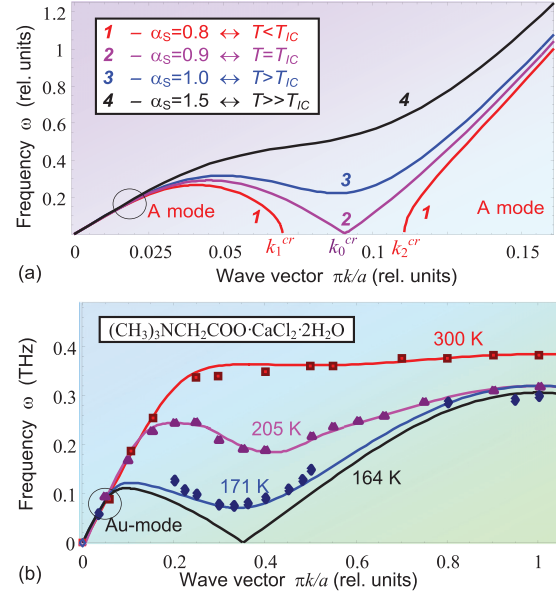 1.2
1
0.8
0.6
0.4
0.2
Frequency ω (rel. units)
1 – αS=0.8 ↔ T<TIC
2 – αS=0.9 ↔ T=TIC
3 – αS=1.0 ↔ T>TIC
4 – αS=1.5 ↔ T>>TIC
4
3
A mode
1
2
1
A mode
k₁ᶜʳ
k₀ᶜʳ
k₂ᶜʳ
0
0.025
0.05
0.1
0.15
(a)
Wave vector πk/a (rel. units)
(CH₃)₃NCH₂COO·CaCl₂·2H₂O
0.4
0.3
0.2
0.1
0
Frequency ω (THz)
300 K
205 K
171 K
164 K
Au-mode
0
0.2
0.4
0.6
0.8
1
(b)
Wave vector πk/a (rel. units)